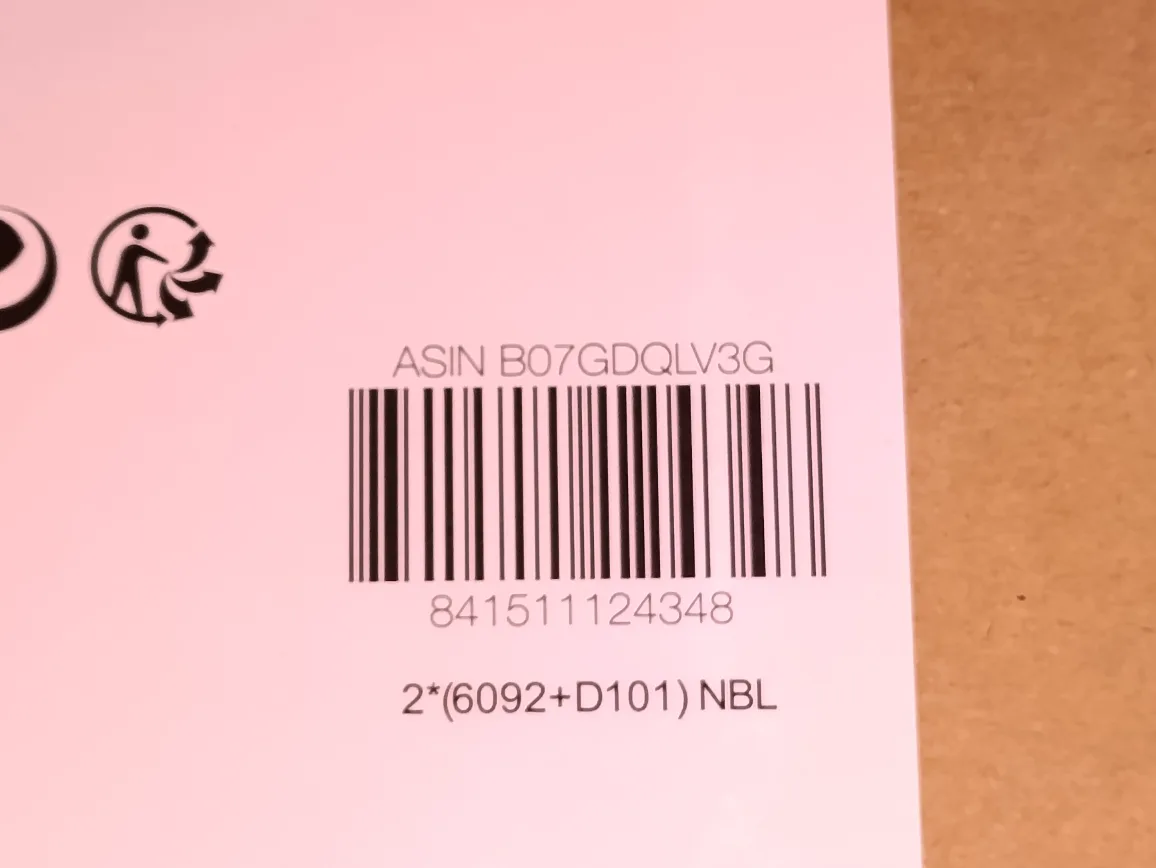 ASIN B07GDQLV3G
841511124348
2*(6092+D101) NBL